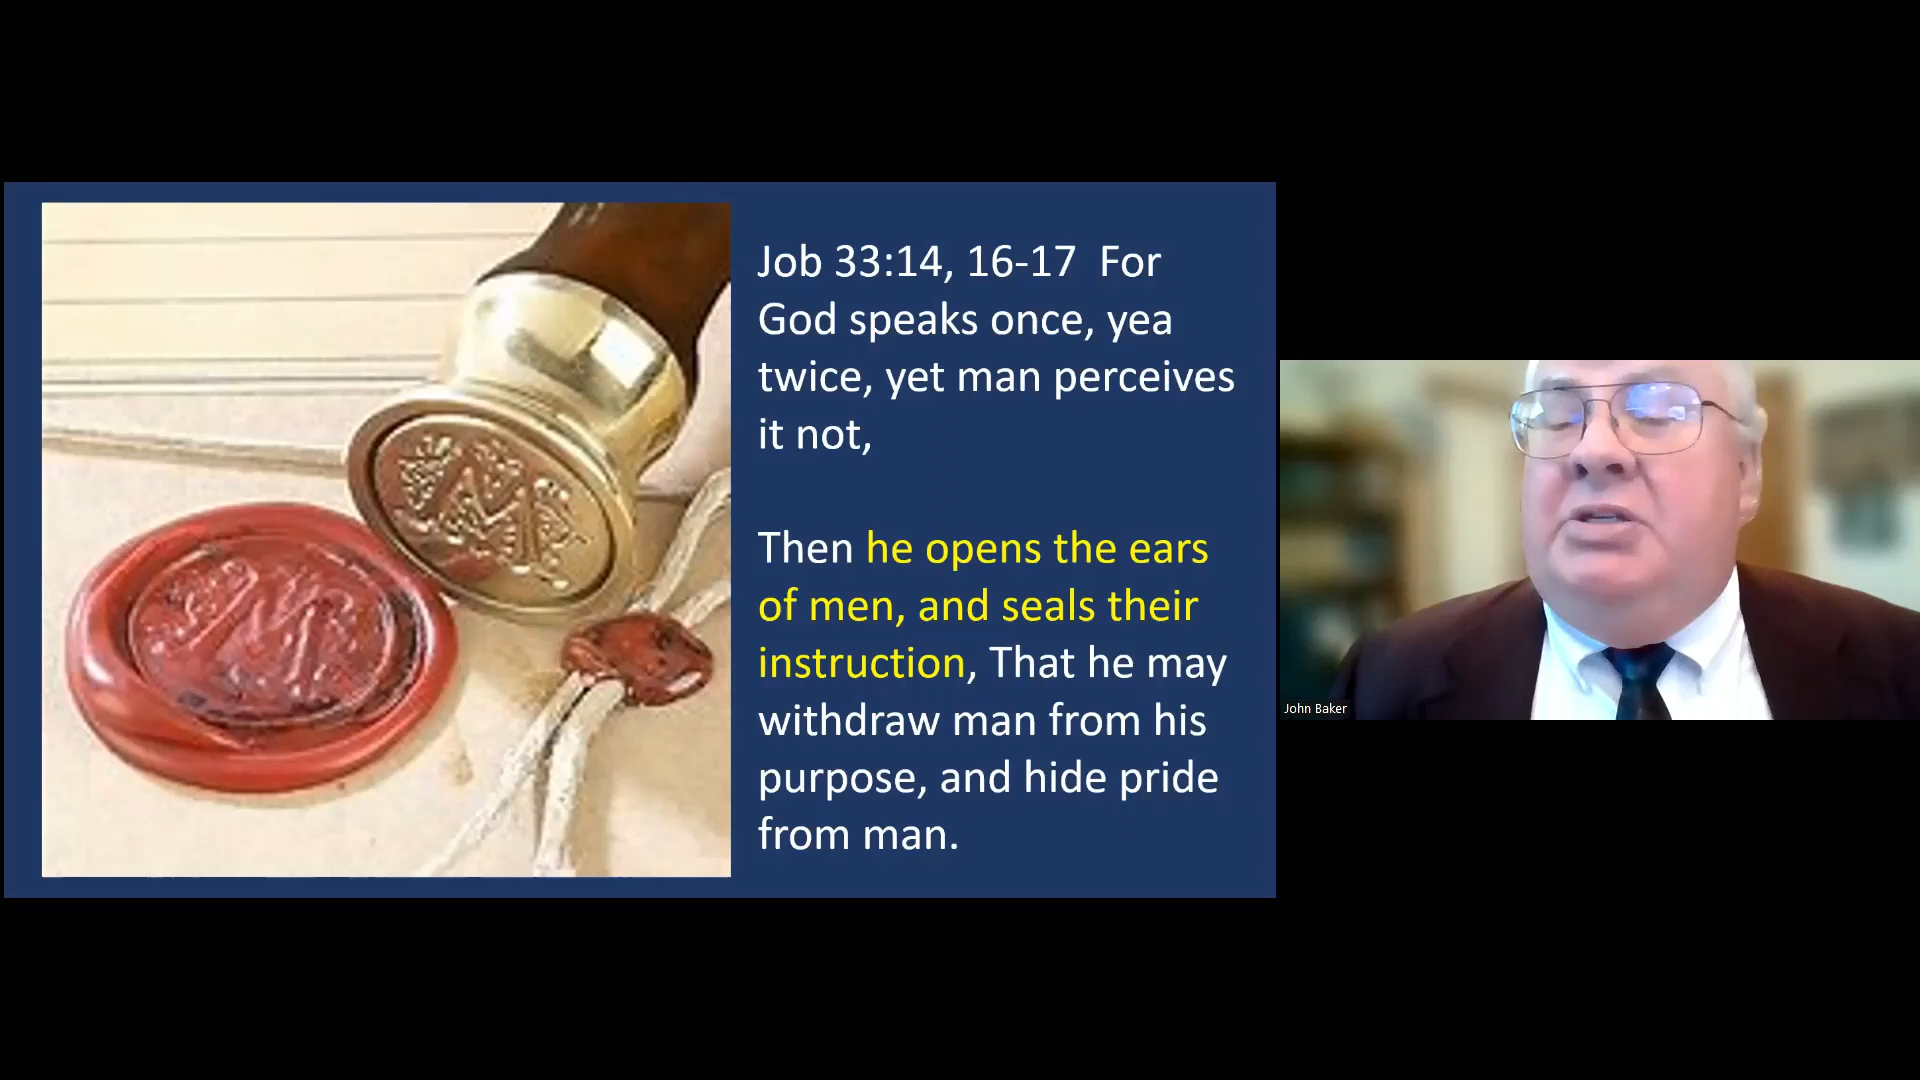 Job 33:14, 16-17  For
God speaks once, yea
twice, yet man perceives
it not,
Then he opens the ears
of men, and seals their
instruction, That he may
withdraw man from his
purpose, and hide pride
from man.
M
M
John Baker